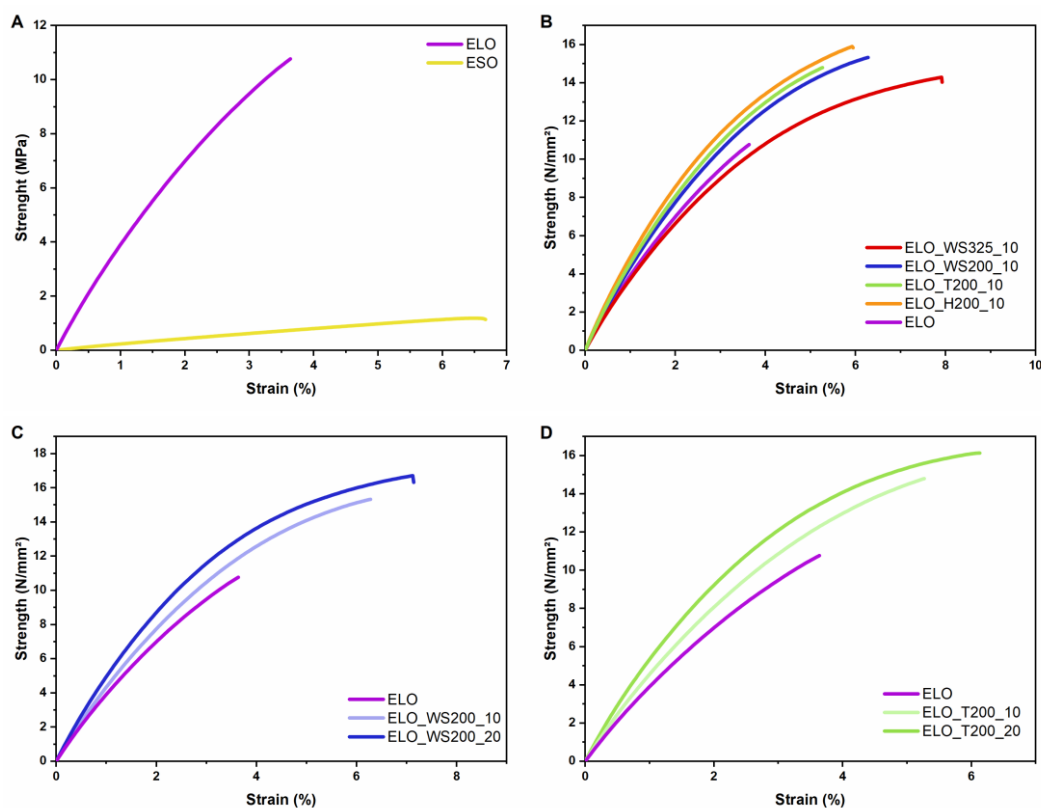 A
12
10
8
6
4
2
0
Strenght (MPa)
ELO
ESO
0 1 2 3 4 5 6 7
Strain (%)
B
16
14
12
10
8
6
4
2
0
Strength (N/mm²)
ELO_WS325_10
ELO_WS200_10
ELO_T200_10
ELO_H200_10
ELO
0 2 4 6 8 10
Strain (%)
C
18
16
14
12
10
8
6
4
2
0
Strength (N/mm²)
ELO
ELO_WS200_10
ELO_WS200_20
0 2 4 6 8
Strain (%)
D
16
14
12
10
8
6
4
2
0
Strength (N/mm²)
ELO
ELO_T200_10
ELO_T200_20
0 2 4 6
Strain (%)